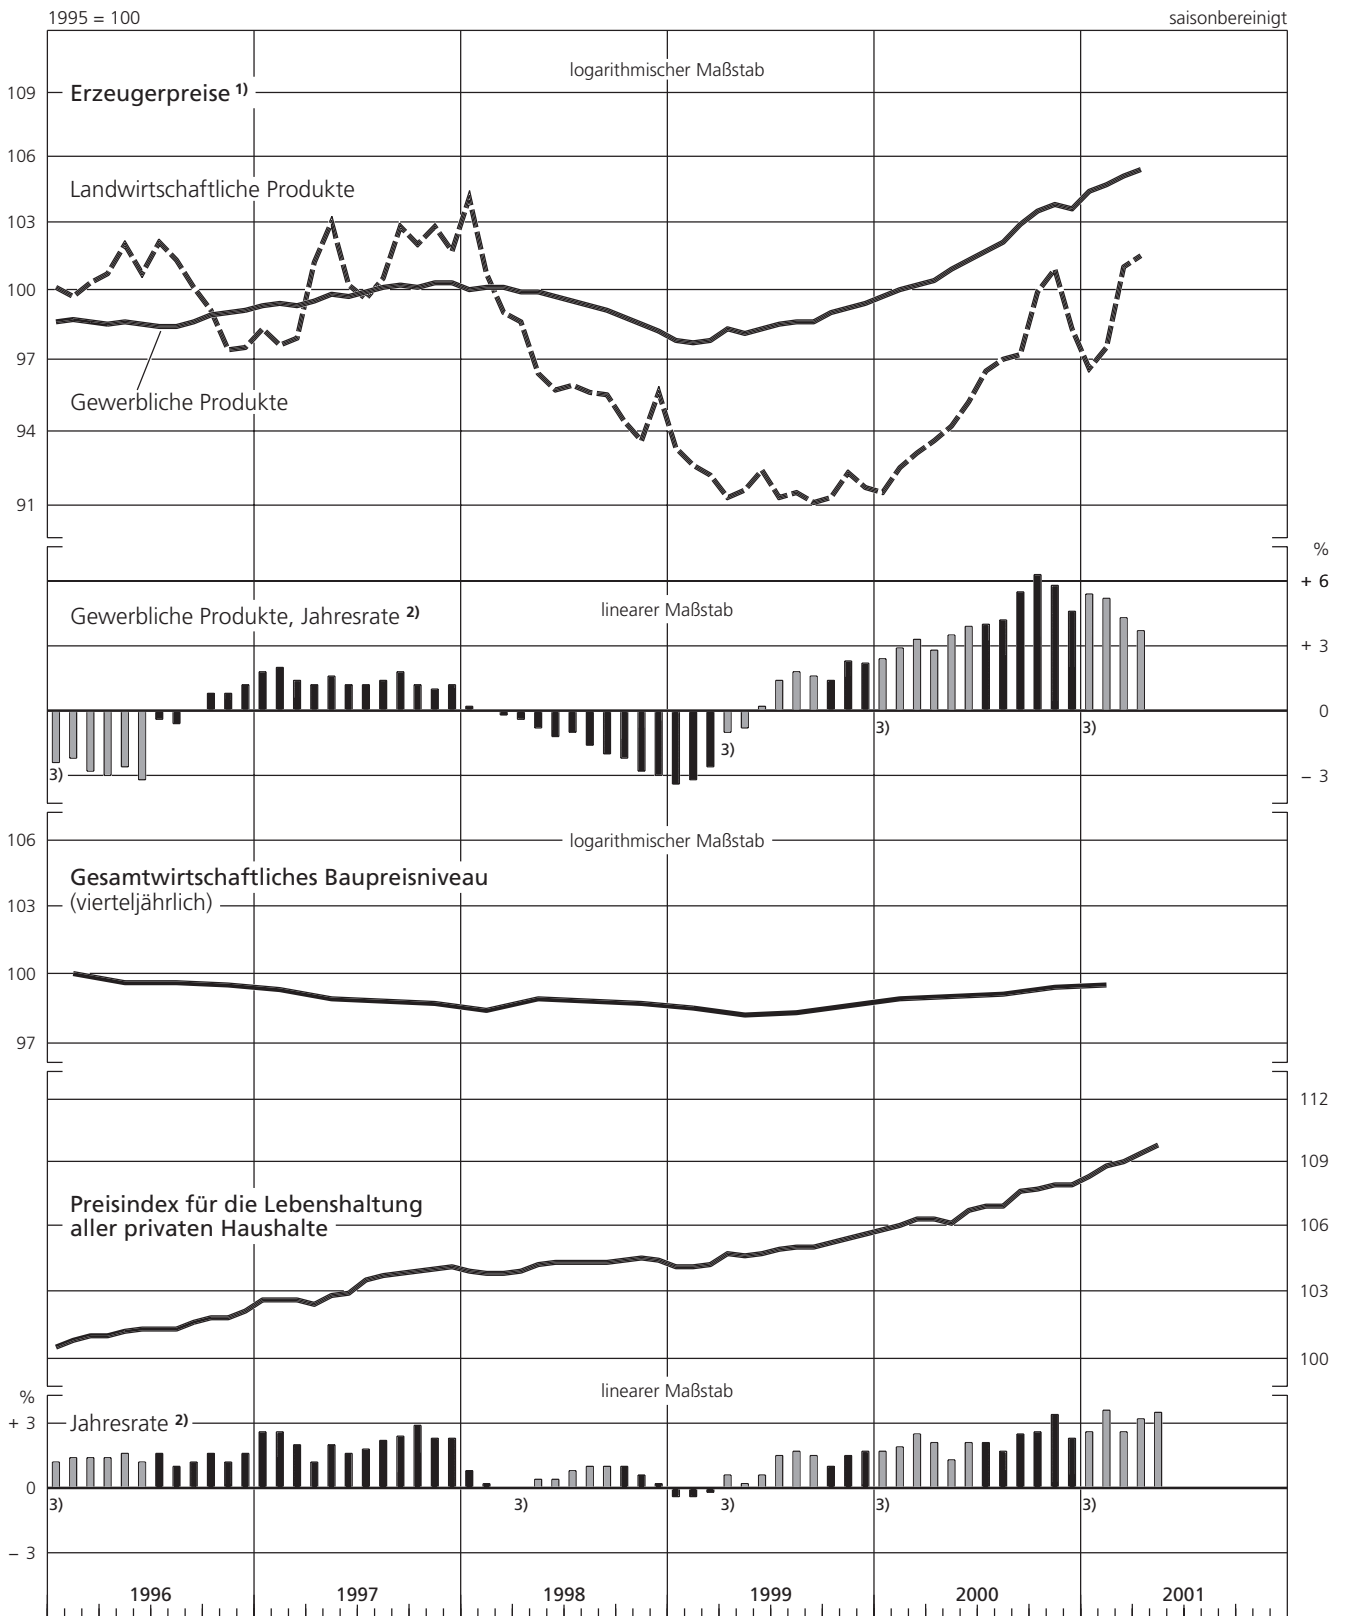 1995 = 100 saisonbereinigt
logarithmischer Maßstab
109 Erzeugerpreise 1)
106
Landwirtschaftliche Produkte
103
100
97
Gewerbliche Produkte
94
91
%
+ 6
Gewerbliche Produkte, Jahresrate 2) linearer Maßstab
+ 3
0
3) 3) 3)
3) – 3
106 logarithmischer Maßstab
Gesamtwirtschaftliches Baupreisniveau
103 (vierteljährlich)
100
97
112
109
Preisindex für die Lebenshaltung
aller privaten Haushalte 106
103
100
% linearer Maßstab
+ 3 Jahresrate 2)
0
3) 3) 3) 3) 3)
– 3
1996 1997 1998 1999 2000 2001